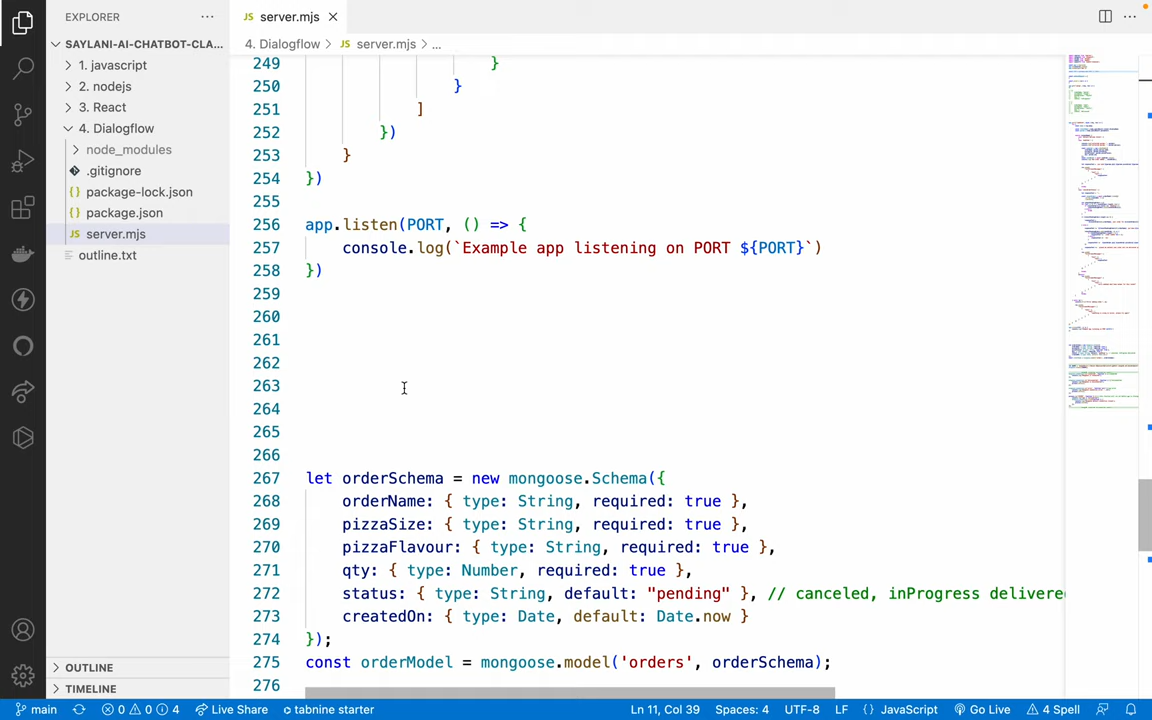 EXPLORER
···
JS server.mjs
SAYLANI-AI-CHATBOT-CLA...
4. Dialogflow > JS server.mjs > ...
1. javascript
2. nodejs
3. React
4. Dialogflow
node_modules
.gitignore
package-lock.json
package.json
JS server.mjs
outline.txt
249 }
250 }
251 ]
252 })
253 }
254 })
255
256 app.listen(PORT, () => {
257 console.log(`Example app listening on PORT ${PORT}`)
258 })
259
260
261
262
263
264
265
266
267 let orderSchema = new mongoose.Schema({
268 orderName: { type: String, required: true },
269 pizzaSize: { type: String, required: true },
270 pizzaFlavour: { type: String, required: true },
271 qty: { type: Number, required: true },
272 status: { type: String, default: "pending" }, // canceled, inProgress delivered
273 createdOn: { type: Date, default: Date.now }
274 });
275 const orderModel = mongoose.model('orders', orderSchema);
276
OUTLINE
TIMELINE
main 0 0 4 Live Share tabnine starter Ln 11, Col 39 Spaces: 4 UTF-8 LF {} JavaScript Go Live 4 Spell